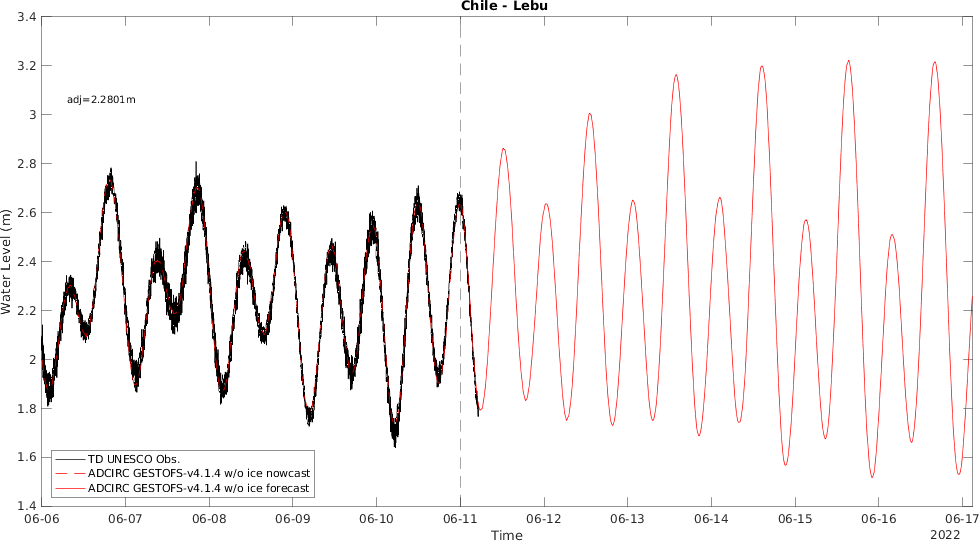 Chile - Lebu
3.4
3.2
3
2.8
2.6
2.4
2.2
2
1.8
1.6
1.4
Water Level (m)
adj=2.2801m
TD UNESCO Obs.
ADCIRC GESTOFS-v4.1.4 w/o ice nowcast
ADCIRC GESTOFS-v4.1.4 w/o ice forecast
06-06 06-07 06-08 06-09 06-10 06-11 06-12 06-13 06-14 06-15 06-16 06-17
Time
2022